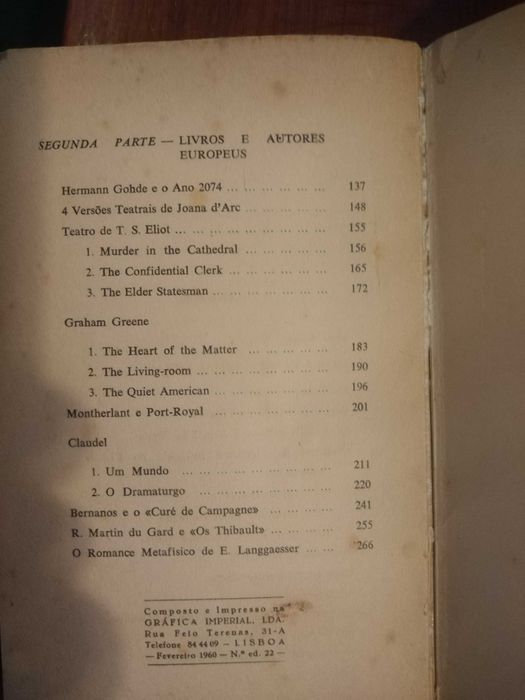 SEGUNDA PARTE — LIVROS E AUTORES
EUROPEUS
Hermann Gohde e o Ano 2074 ... ... ... ... ... ... 137
4 Versões Teatrais de Joana d'Arc ... ... ... ... ... 148
Teatro de T. S. Eliot ... ... ... ... ... ... ... ... 155
1. Murder in the Cathedral ... ... ... ... ... 156
2. The Confidential Clerk ... ... ... ... ... ... 165
3. The Elder Statesman ... ... ... ... ... ... 172
Graham Greene
1. The Heart of the Matter ... ... ... ... ... 183
2. The Living-room ... ... ... ... ... ... ... 190
3. The Quiet American ... ... ... ... ... ... 196
Montherlant e Port-Royal ... ... ... ... ... ... 201
Claudel
1. Um Mundo ... ... ... ... ... ... ... ... 211
2. O Dramaturgo ... ... ... ... ... ... ... 220
Bernanos e o «Curé de Campagne» ... ... ... ... 241
R. Martin du Gard e «Os Thibault» ... ... ... ... 255
O Romance Metafísico de E. Langgaesser ... ... 266
Composto e Impresso na
GRÁFICA IMPERIAL, LDA.
Rua Feio Terenas, 31-A
Telefone 84 44 09 — LISBOA
— Fevereiro 1960 — N.º ed. 22 —